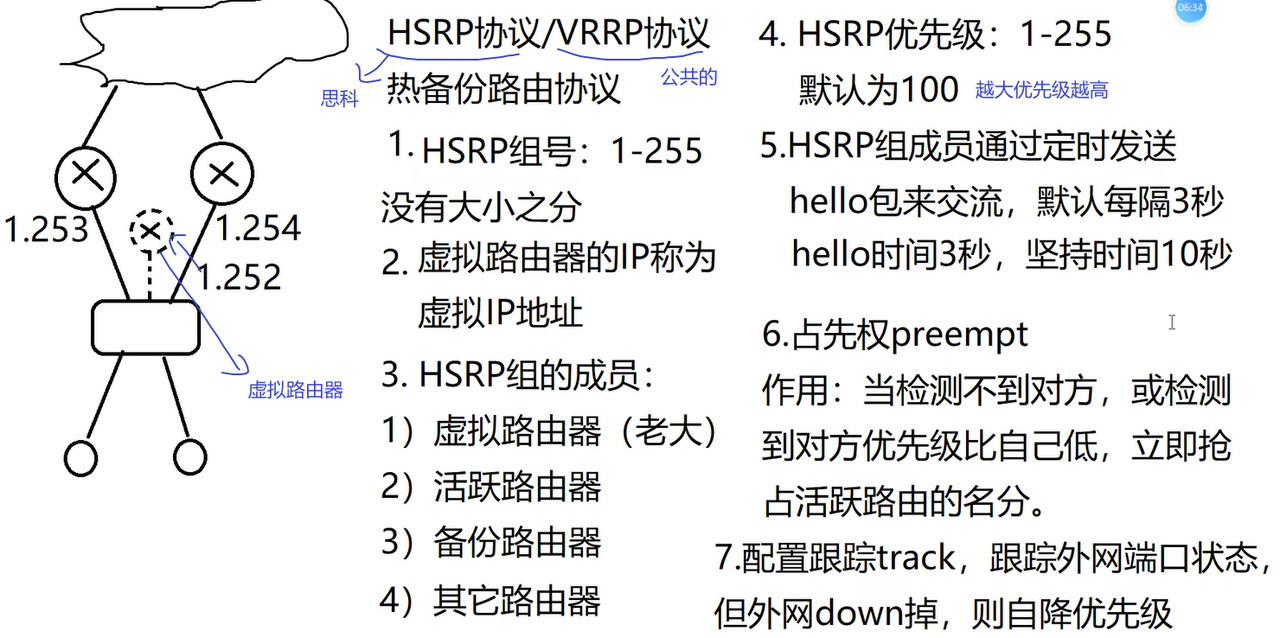 06:34
1.253
1.254
1.252
虚拟路由器
HSRP协议/VRRP协议
思科
公共的
热备份路由协议
1. HSRP组号：1-255
没有大小之分
2. 虚拟路由器的IP称为
虚拟IP地址
3. HSRP组的成员：
1）虚拟路由器（老大）
2）活跃路由器
3）备份路由器
4）其它路由器
4. HSRP优先级：1-255
默认为100 越大优先级越高
5.HSRP组成员通过定时发送
hello包来交流，默认每隔3秒
hello时间3秒，坚持时间10秒
6.占先权preempt
作用：当检测不到对方，或检测
到对方优先级比自己低，立即抢
占活跃路由的名分。
7.配置跟踪track，跟踪外网端口状态，
但外网down掉，则自降优先级